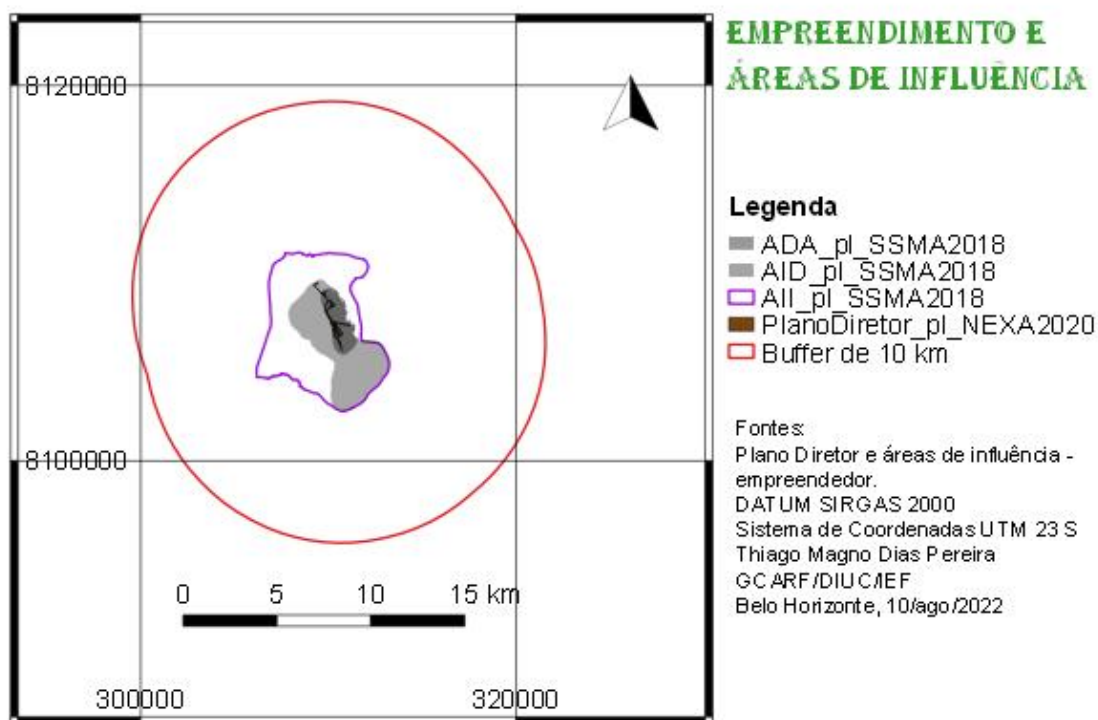 EMPREENDIMENTO E
ÁREAS DE INFLUÊNCIA
8120000
8100000
0 5 10 15 km
300000 320000
Legenda
ADA_pl_SSMA2018
AID_pl_SSMA2018
AII_pl_SSMA2018
PlanoDiretor_pl_NEXA2020
Buffer de 10 km
Fontes:
Plano Diretor e áreas de influência -
empreendedor.
DATUM SIRGAS 2000
Sistema de Coordenadas UTM 23 S
Thiago Magno Dias Pereira
GCARF/DIUC/IEF
Belo Horizonte, 10/ago/2022